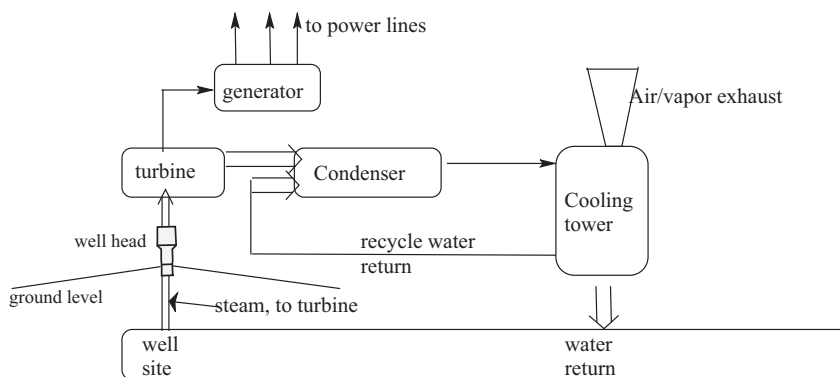 to power lines
generator
Air/vapor exhaust
turbine
Condenser
Cooling
tower
well head
recycle water
return
ground level
steam, to turbine
well
site
water
return